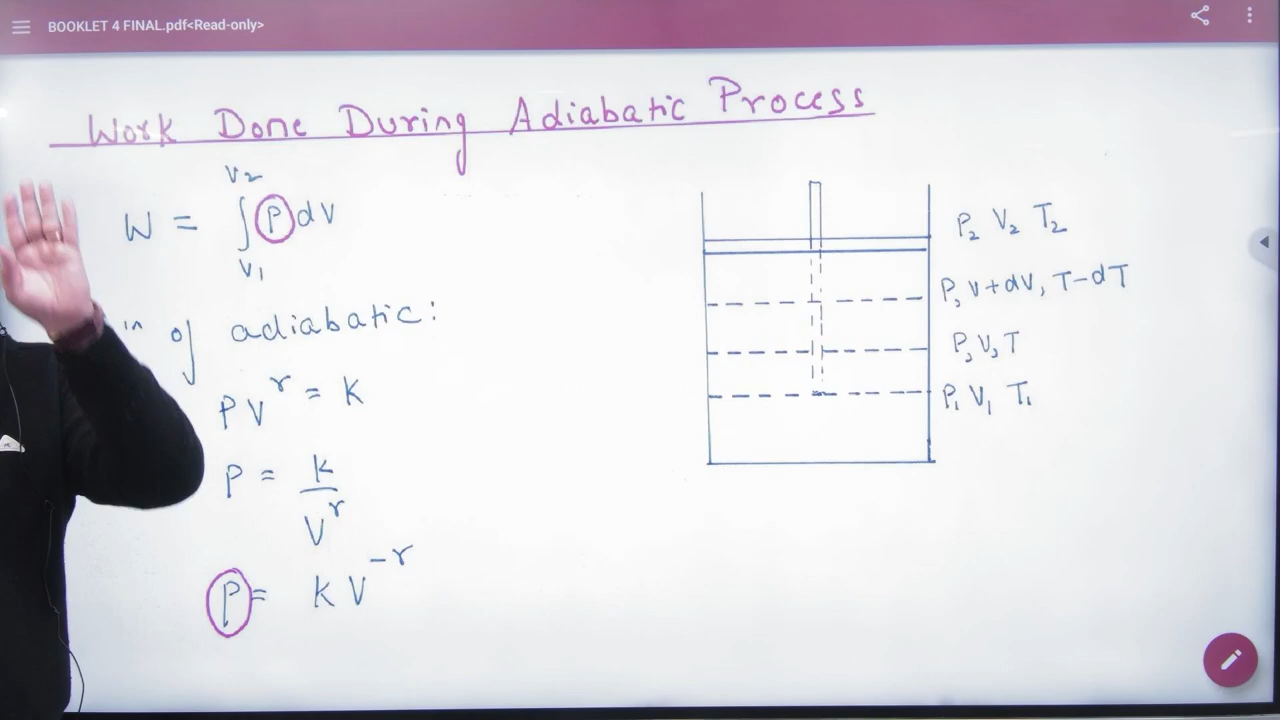 BOOKLET 4 FINAL.pdf<Read-only>
Work Done During Adiabatic Process
W = ∫_{V₁}^{V₂} P dV
of adiabatic:
PV^r = K
P = K/V^r
P = K V^{-r}
P₂ V₂ T₂
P, V+dV, T-dT
P, V, T
P₁ V₁ T₁